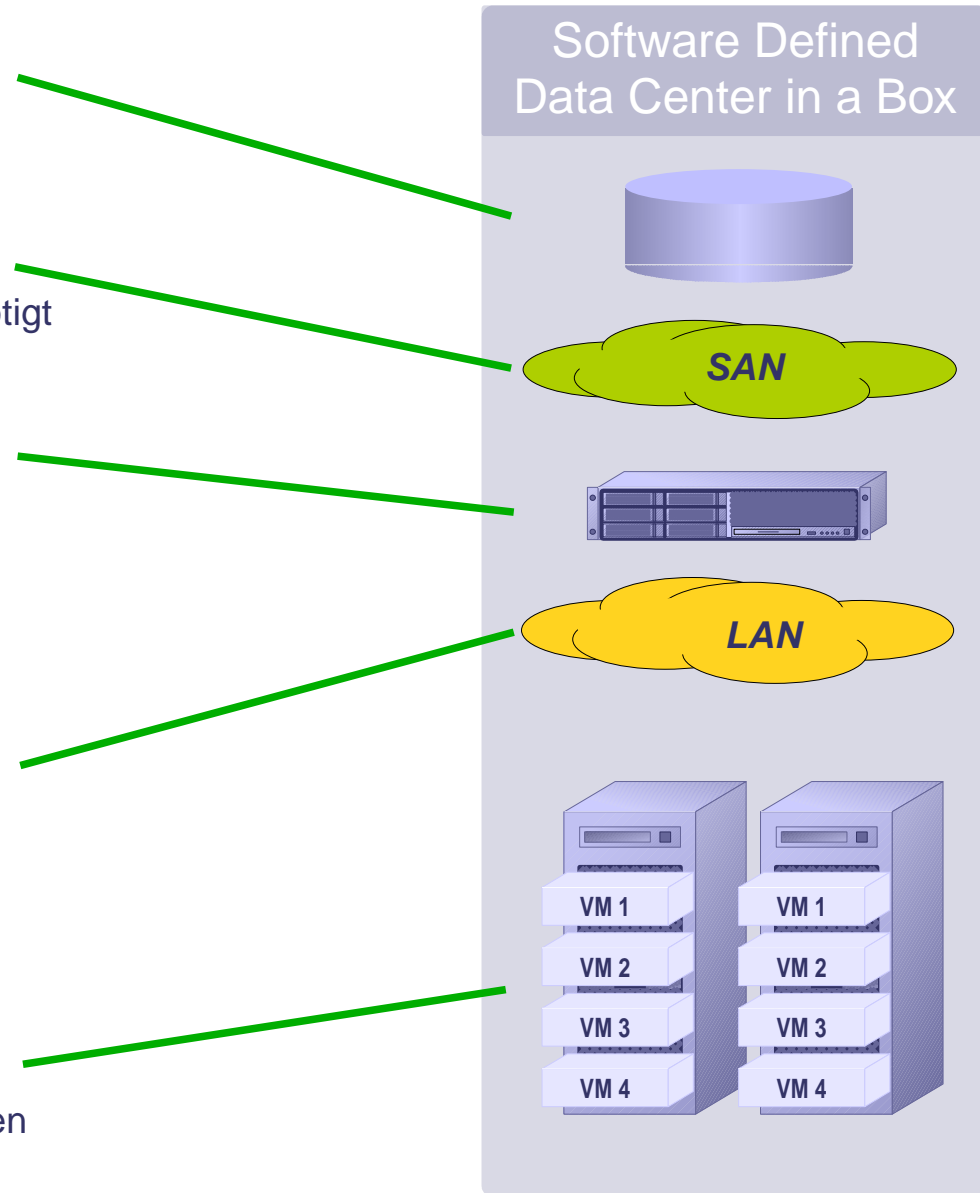 Software Defined
Data Center in a Box
tigt
SAN
LAN
VM 1 VM 1
VM 2 VM 2
VM 3 VM 3
VM 4 VM 4
en